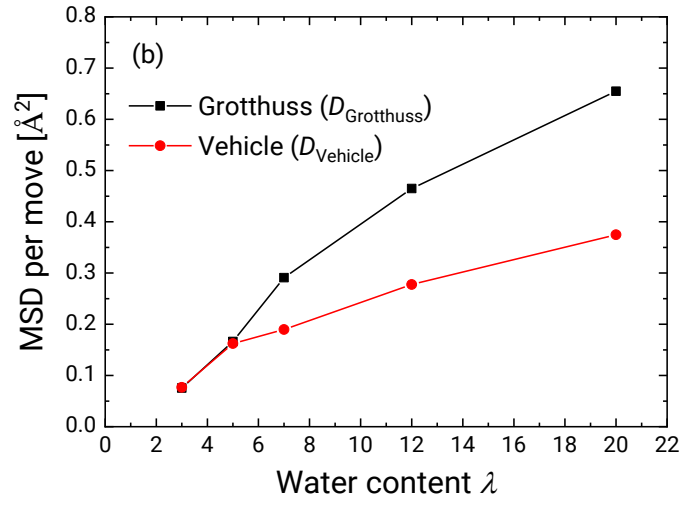 0.8
(b)
0.7
Grotthuss (D_Grotthuss)
0.6
Vehicle (D_Vehicle)
0.5
0.4
0.3
0.2
0.1
0.0
MSD per move [Å²]
0 2 4 6 8 10 12 14 16 18 20 22
Water content λ